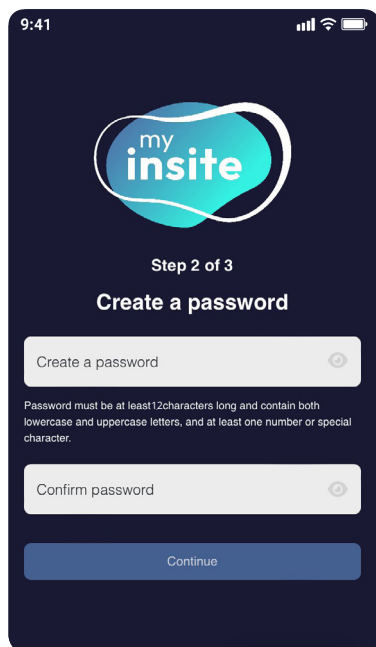 9:41
my
insite
Step 2 of 3
Create a password
Create a password
Password must be at least12characters long and contain both
lowercase and uppercase letters, and at least one number or special
character.
Confirm password
Continue